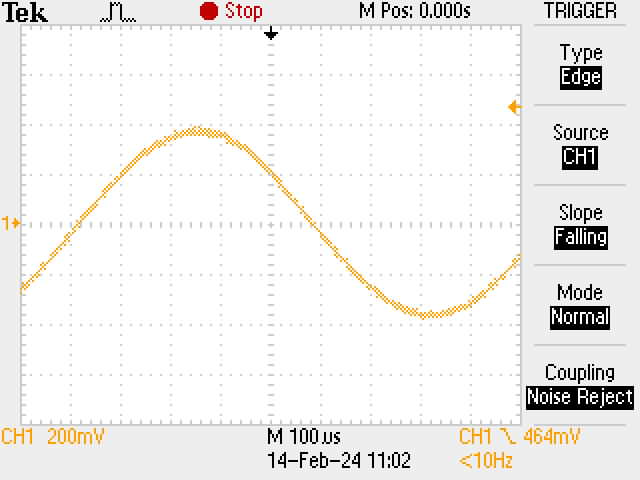 Tek Stop M Pos: 0.000s TRIGGER
Type
Edge
Source
CH1
Slope
Falling
Mode
Normal
Coupling
Noise Reject
1
CH1 200mV M 100µs CH1 464mV
14-Feb-24 11:02 <10Hz